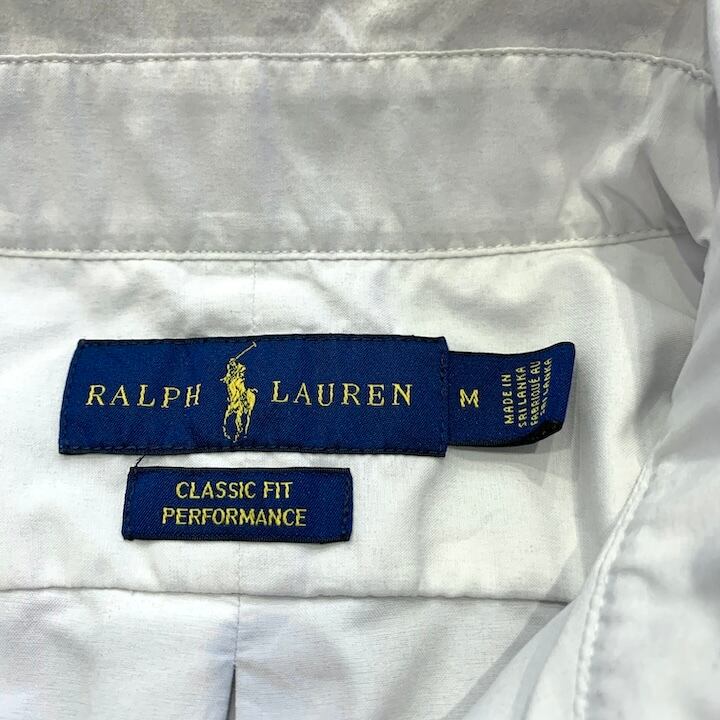 RALPH LAUREN
M
MADE IN
SRI LANKA
FABRIQUÉ AU
SRI LANKA
CLASSIC FIT
PERFORMANCE